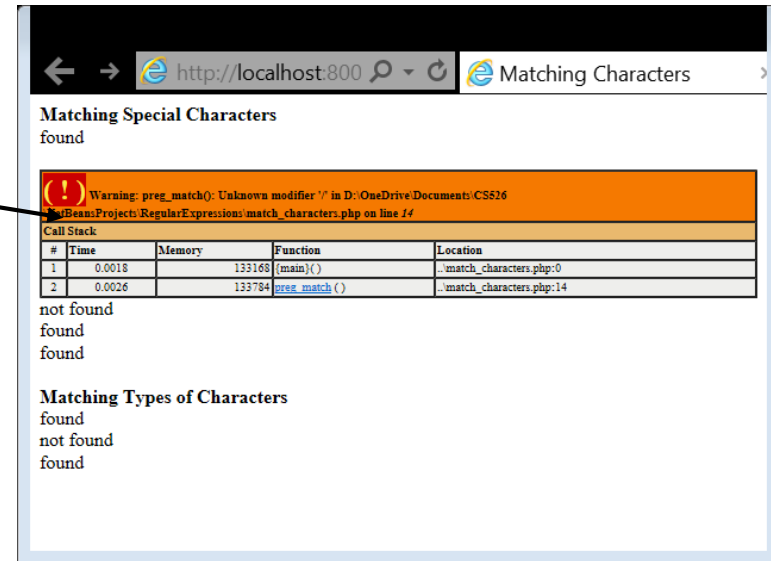 http://localhost:800
Matching Characters
Matching Special Characters
found
(!) Warning: preg_match(): Unknown modifier '/' in D:\OneDrive\Documents\CS526
BeansProjects\RegularExpressions\match_characters.php on line 14
Call Stack
# Time Memory Function Location
1 0.0018 133168 {main}( ) ..\match_characters.php:0
2 0.0026 133784 preg_match ( ) ..\match_characters.php:14
not found
found
found
Matching Types of Characters
found
not found
found